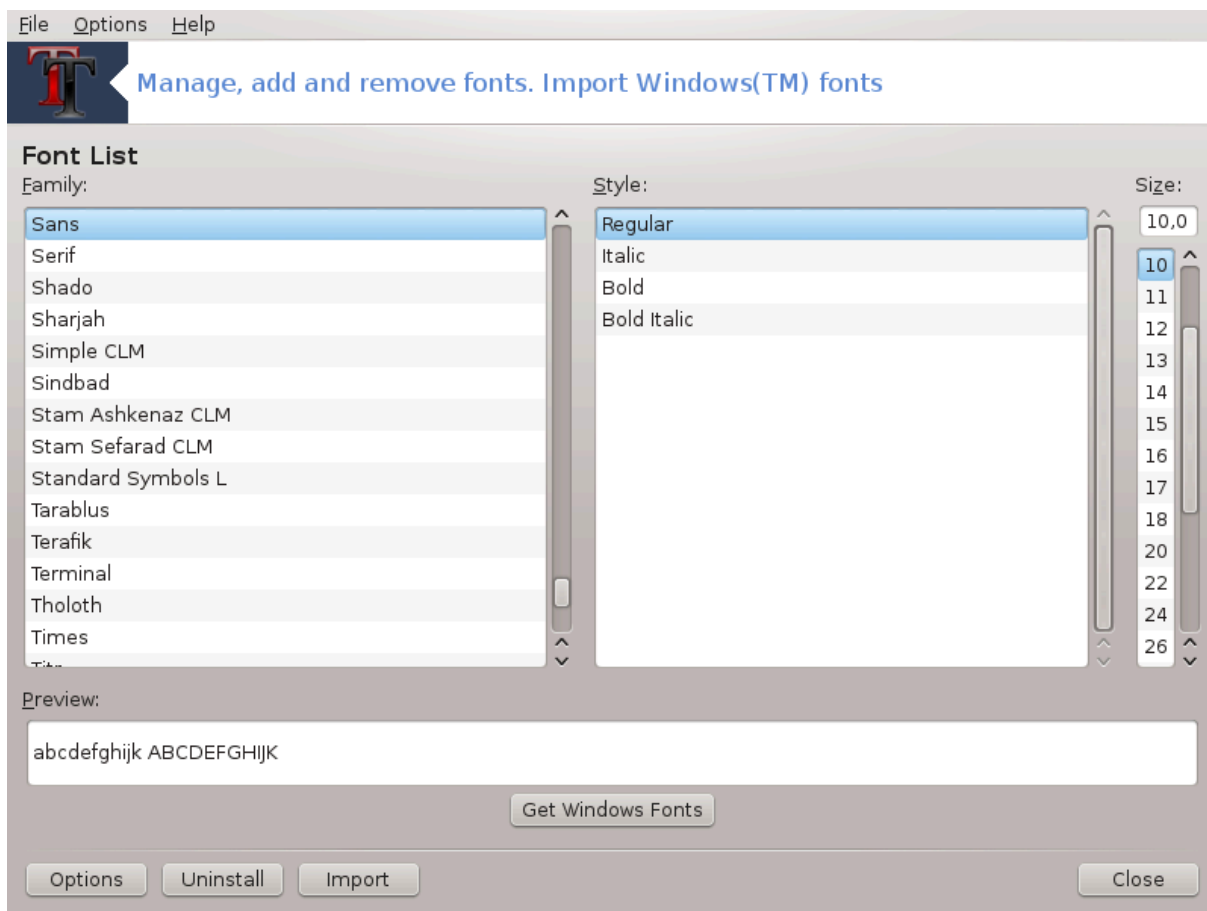 File Options Help
Manage, add and remove fonts. Import Windows(TM) fonts
Font List
Family:
Sans
Serif
Shado
Sharjah
Simple CLM
Sindbad
Stam Ashkenaz CLM
Stam Sefarad CLM
Standard Symbols L
Tarablus
Terafik
Terminal
Tholoth
Times
Style:
Regular
Italic
Bold
Bold Italic
Size:
10,0
10
11
12
13
14
15
16
17
18
20
22
24
26
Preview:
abcdefghijk ABCDEFGHIJK
Get Windows Fonts
Options Uninstall Import Close